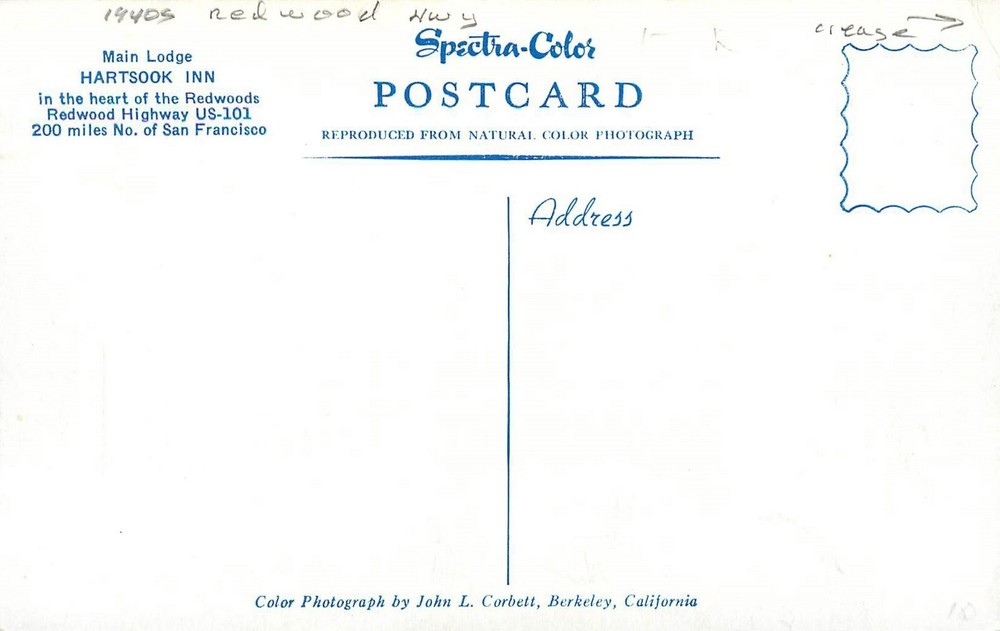 1940s Redwood Hwy
crease
Main Lodge
HARTSOOK INN
in the heart of the Redwoods
Redwood Highway US-101
200 miles No. of San Francisco
Spectra-Color
POSTCARD
REPRODUCED FROM NATURAL COLOR PHOTOGRAPH
Address
Color Photograph by John L. Corbett, Berkeley, California